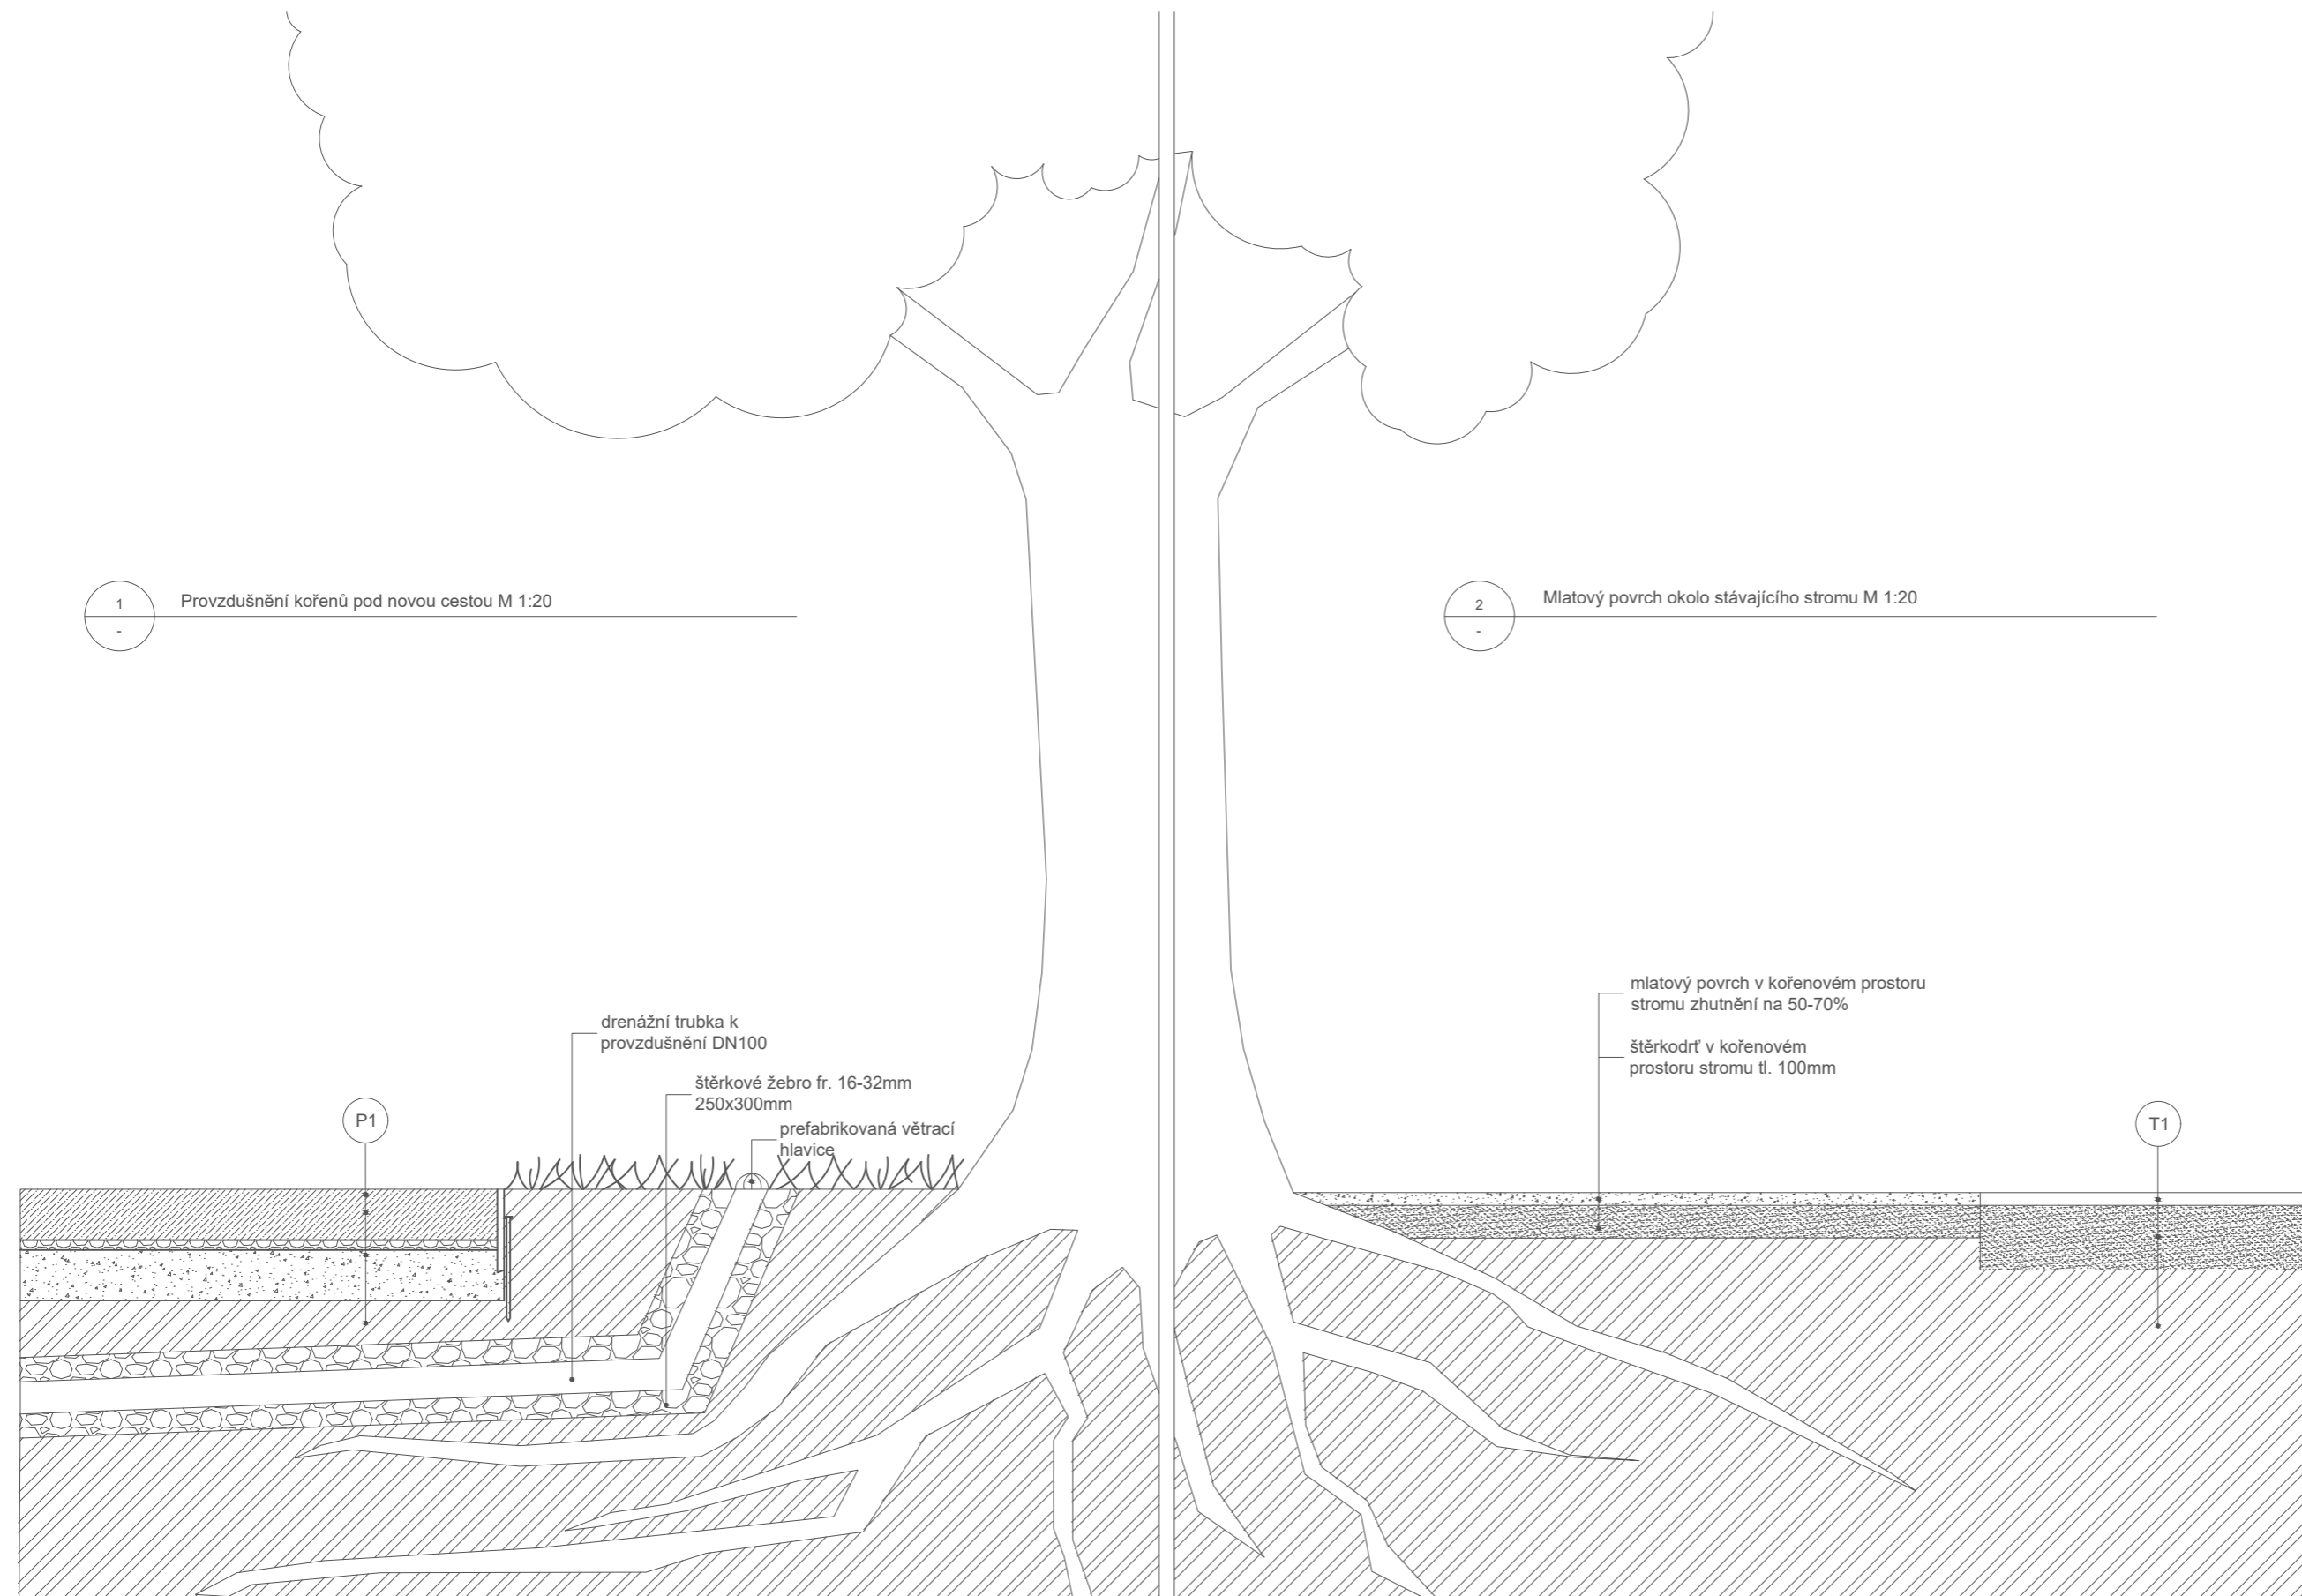 1
-
Provzdušnění kořenů pod novou cestou M 1:20
2
-
Mlatový povrch okolo stávajícího stromu M 1:20
drenážní trubka k
provzdušnění DN100
štěrkové žebro fr. 16-32mm
250x300mm
prefabrikovaná větrací
hlavice
P1
mlatový povrch v kořenovém prostoru
stromu zhutnění na 50-70%
štěrkodrť v kořenovém
prostoru stromu tl. 100mm
T1